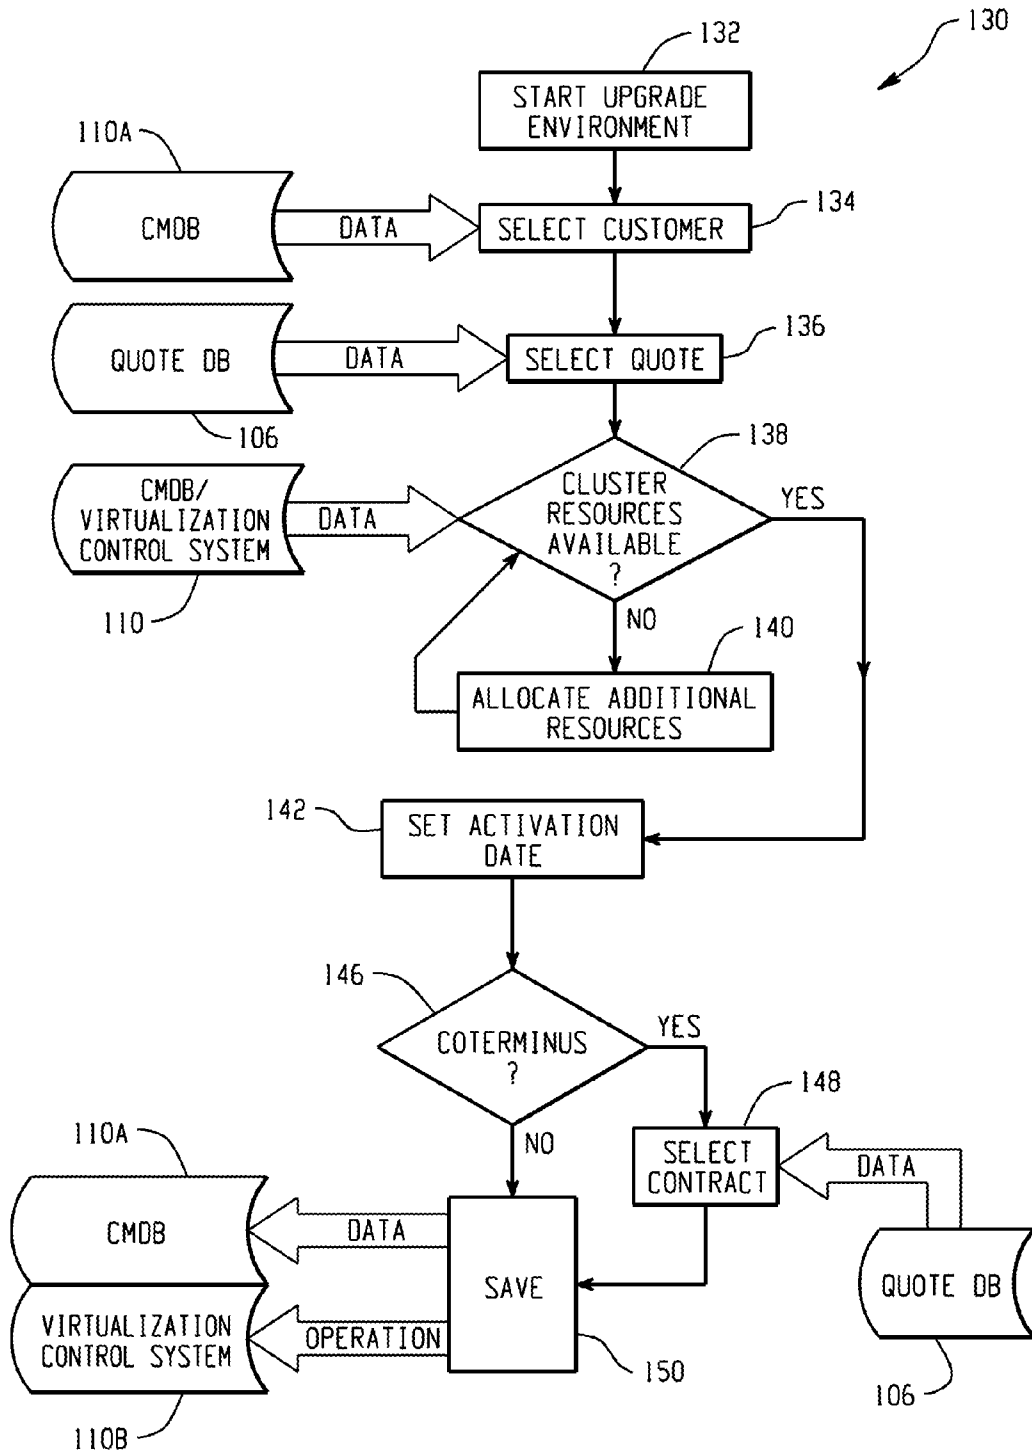 132
130
START UPGRADE
ENVIRONMENT
110A
CMDB
DATA
SELECT CUSTOMER
134
QUOTE DB
DATA
SELECT QUOTE
136
106
138
CMDB/
VIRTUALIZATION
CONTROL SYSTEM
DATA
CLUSTER
RESOURCES
AVAILABLE
?
YES
110
NO
140
ALLOCATE ADDITIONAL
RESOURCES
142
SET ACTIVATION
DATE
146
COTERMINUS
?
YES
NO
148
SELECT
CONTRACT
DATA
110A
CMDB
DATA
SAVE
QUOTE DB
VIRTUALIZATION
CONTROL SYSTEM
OPERATION
150
106
110B